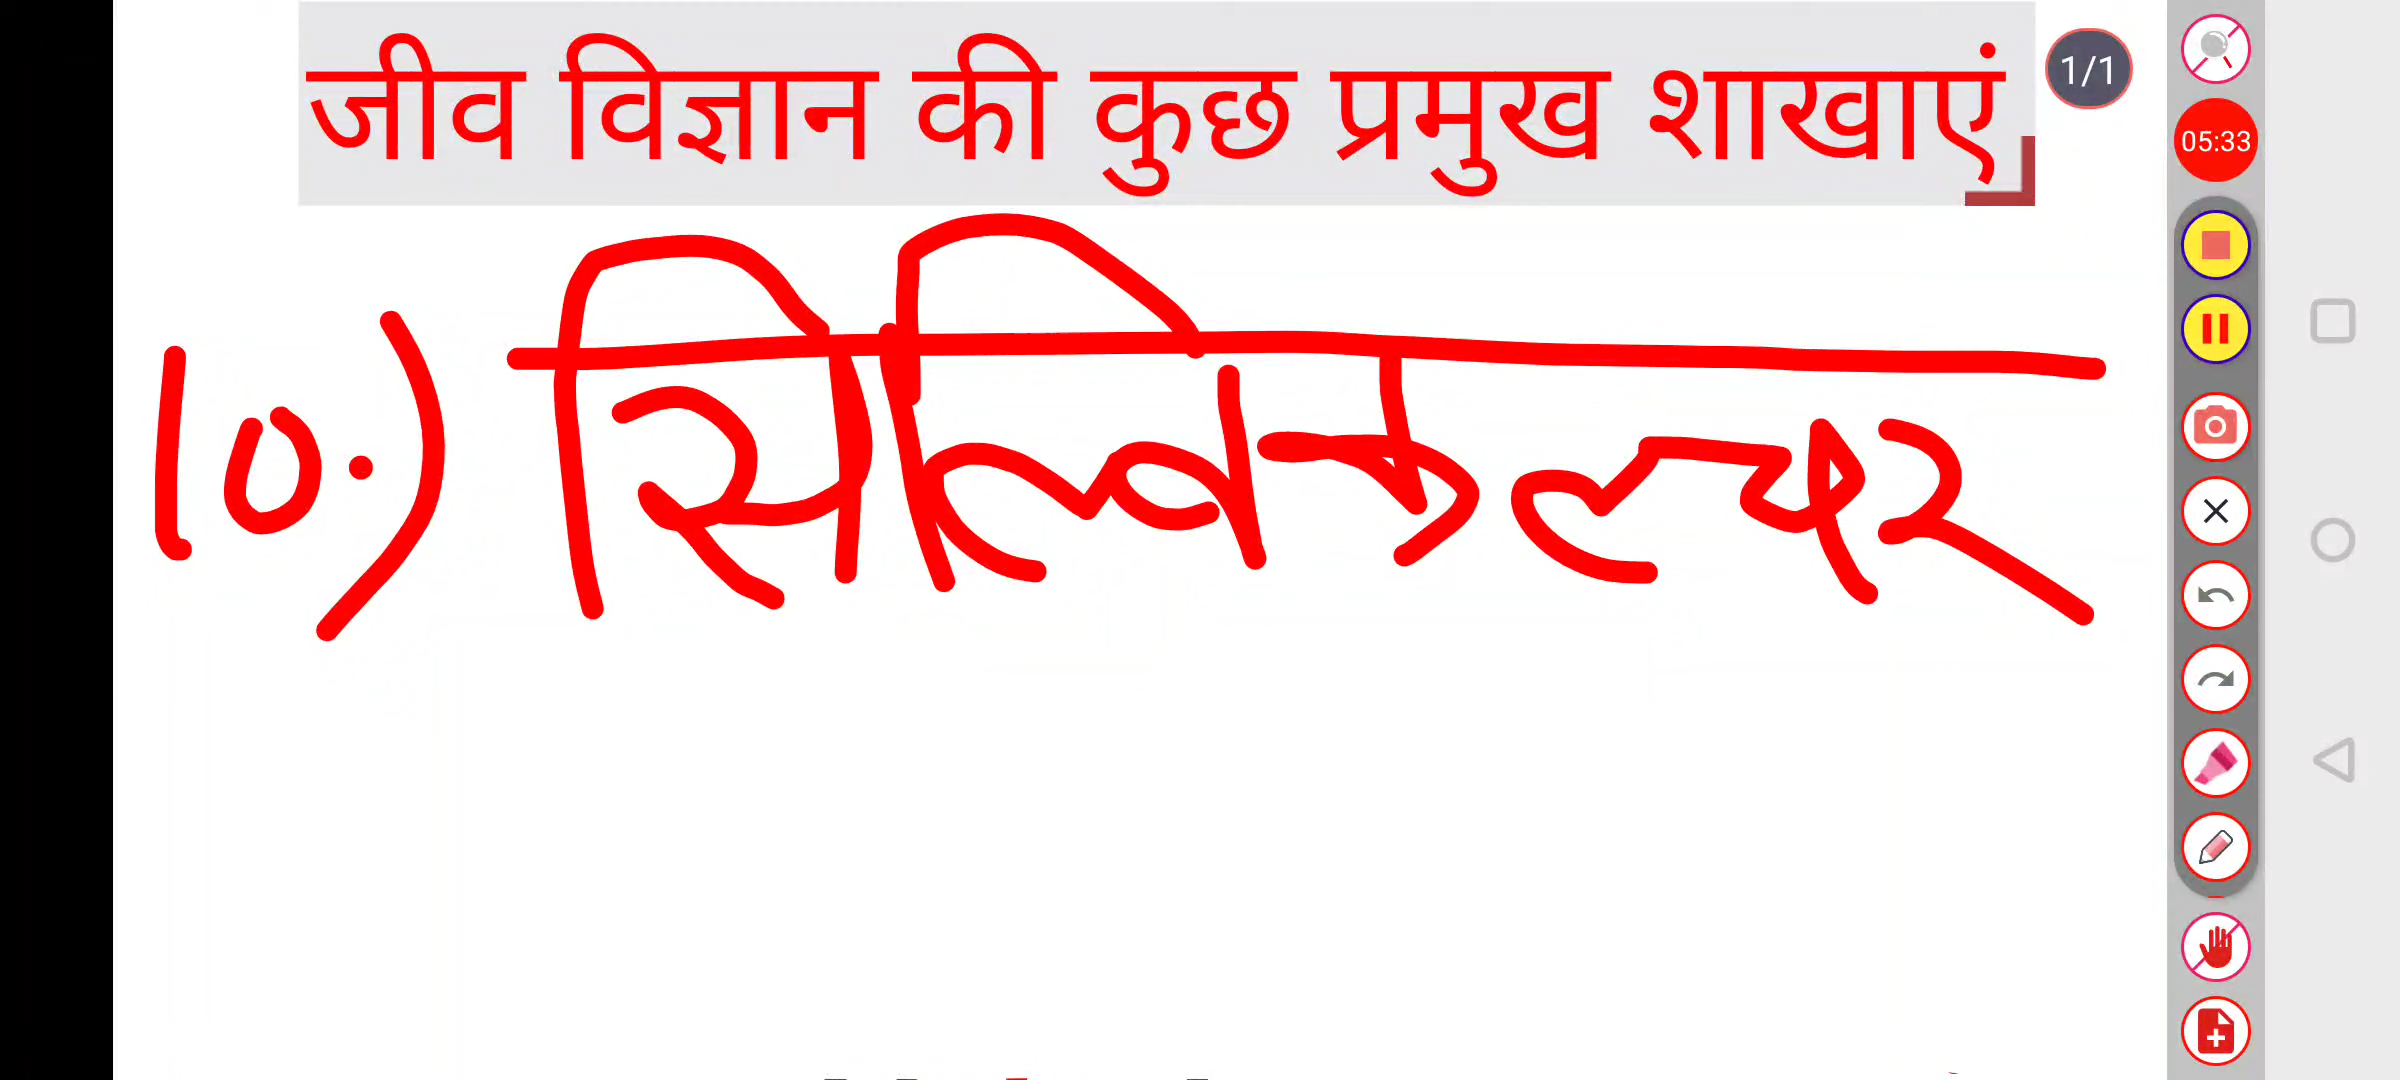 जीव विज्ञान की कुछ प्रमुख शाखाएं
1/1
05:33
10.) सिल्विकल्चर